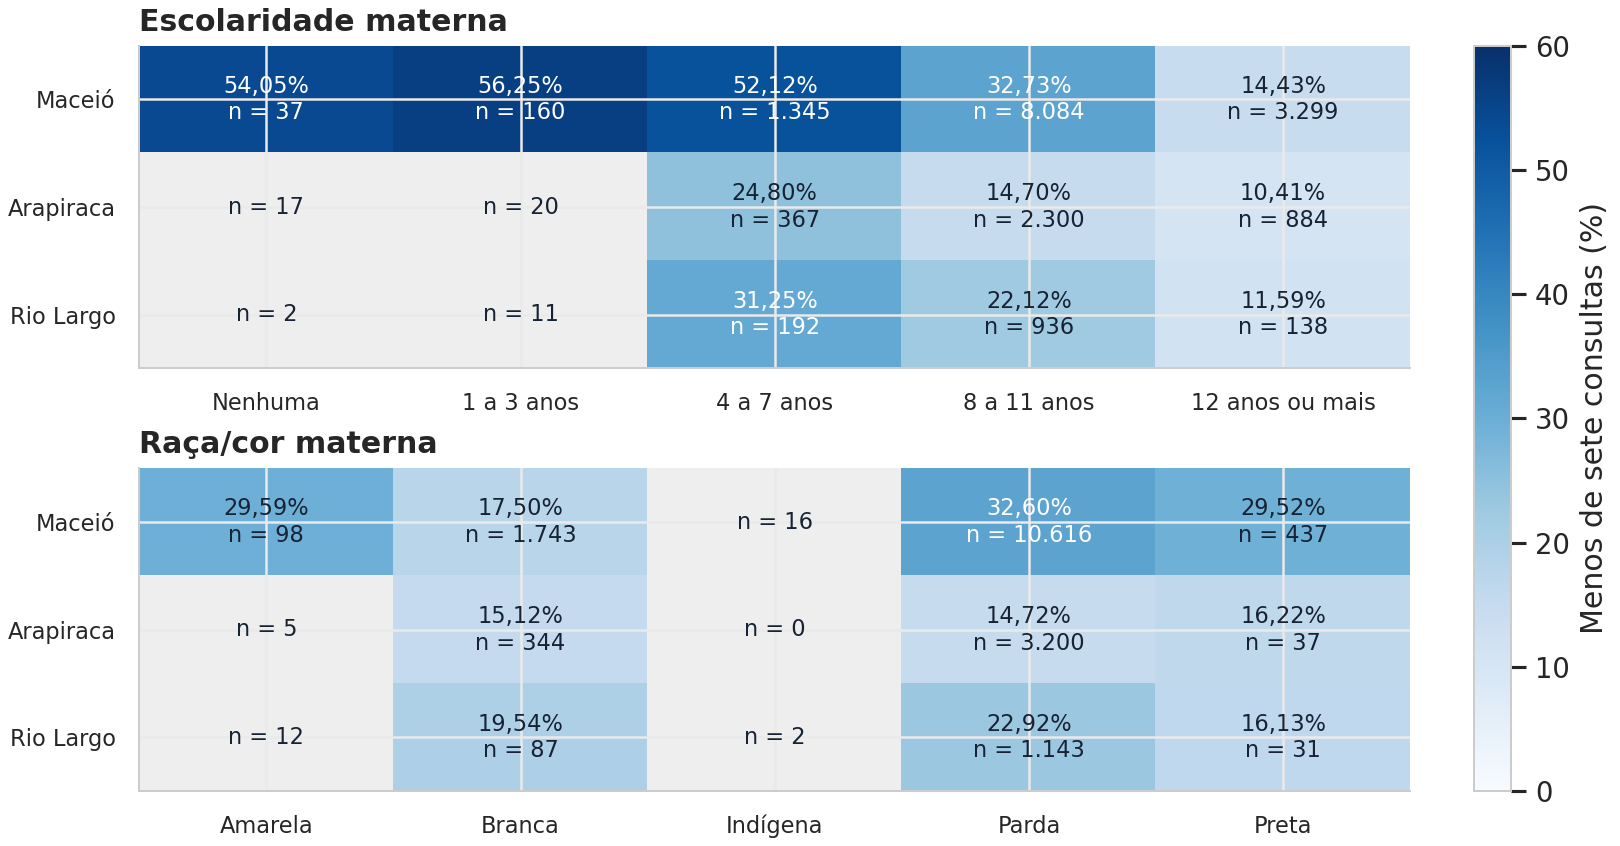 Escolaridade materna
Maceió
54,05%
n = 37
56,25%
n = 160
52,12%
n = 1.345
32,73%
n = 8.084
14,43%
n = 3.299
Arapiraca
n = 17
n = 20
24,80%
n = 367
14,70%
n = 2.300
10,41%
n = 884
Rio Largo
n = 2
n = 11
31,25%
n = 192
22,12%
n = 936
11,59%
n = 138
Nenhuma
1 a 3 anos
4 a 7 anos
8 a 11 anos
12 anos ou mais
Raça/cor materna
Maceió
29,59%
n = 98
17,50%
n = 1.743
n = 16
32,60%
n = 10.616
29,52%
n = 437
Arapiraca
n = 5
15,12%
n = 344
n = 0
14,72%
n = 3.200
16,22%
n = 37
Rio Largo
n = 12
19,54%
n = 87
n = 2
22,92%
n = 1.143
16,13%
n = 31
Amarela
Branca
Indígena
Parda
Preta
60
50
40
30
20
10
0
Menos de sete consultas (%)